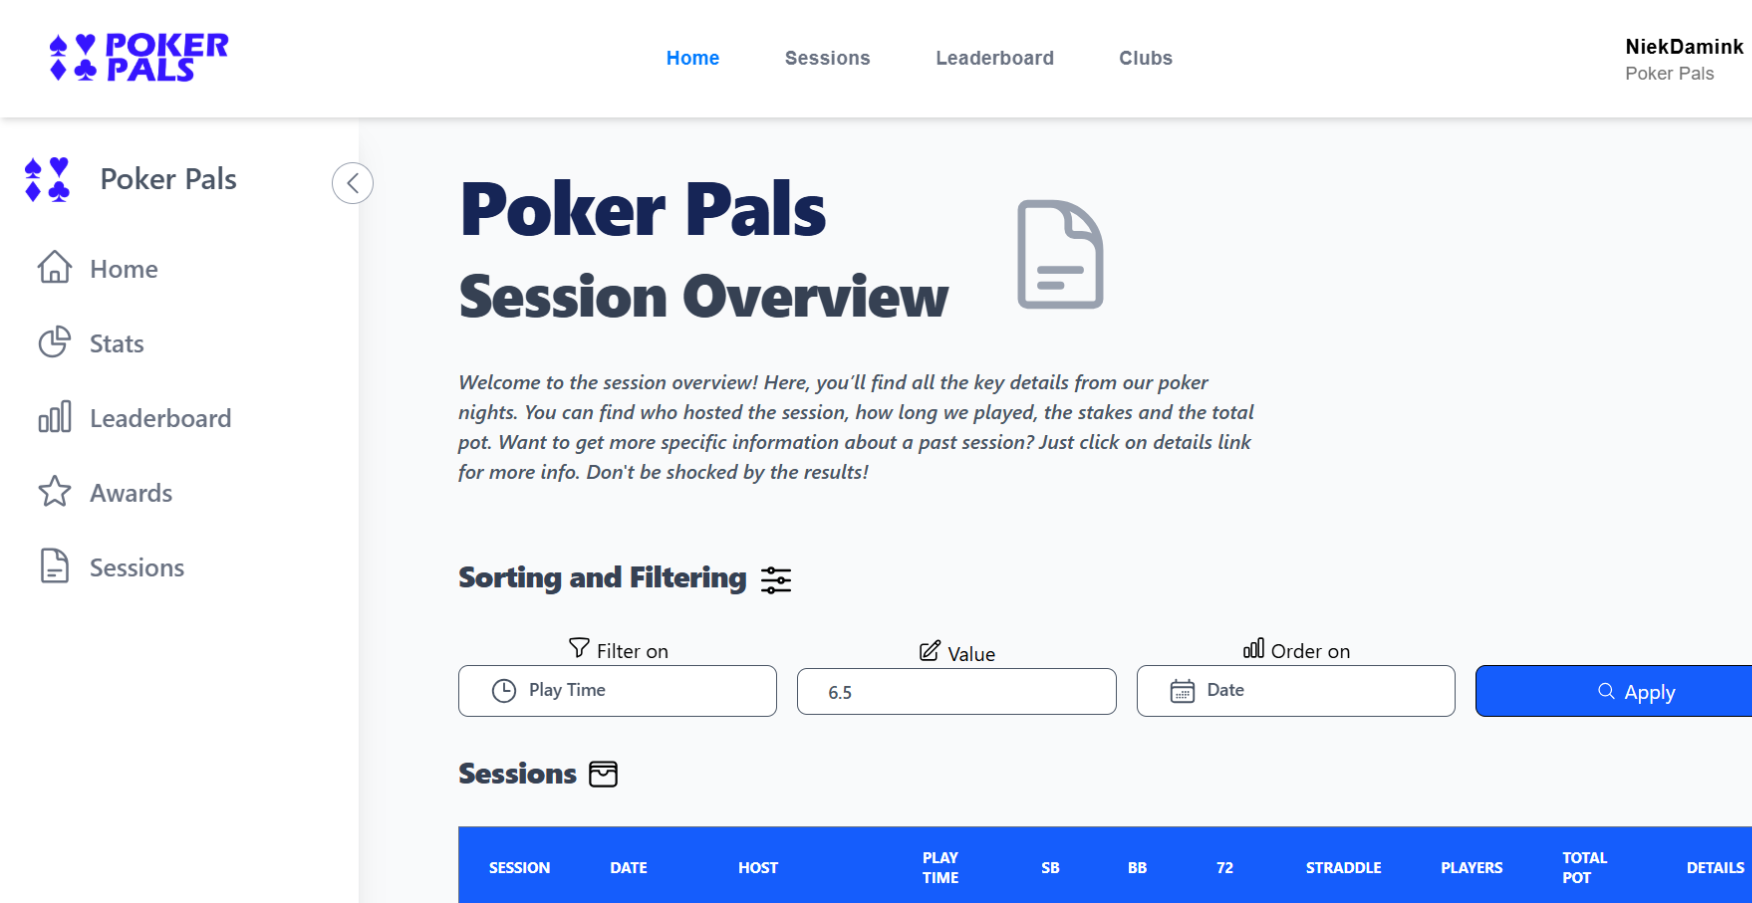 POKER
PALS
Home
Sessions
Leaderboard
Clubs
NiekDamink
Poker Pals
Poker Pals
Home
Stats
Leaderboard
Awards
Sessions
Poker Pals
Session Overview
Welcome to the session overview! Here, you'll find all the key details from our poker
nights. You can find who hosted the session, how long we played, the stakes and the total
pot. Want to get more specific information about a past session? Just click on details link
for more info. Don't be shocked by the results!
Sorting and Filtering
Filter on
Value
Order on
Play Time
6.5
Date
Apply
Sessions
SESSION
DATE
HOST
PLAY
TIME
SB
BB
72
STRADDLE
PLAYERS
TOTAL
POT
DETAILS